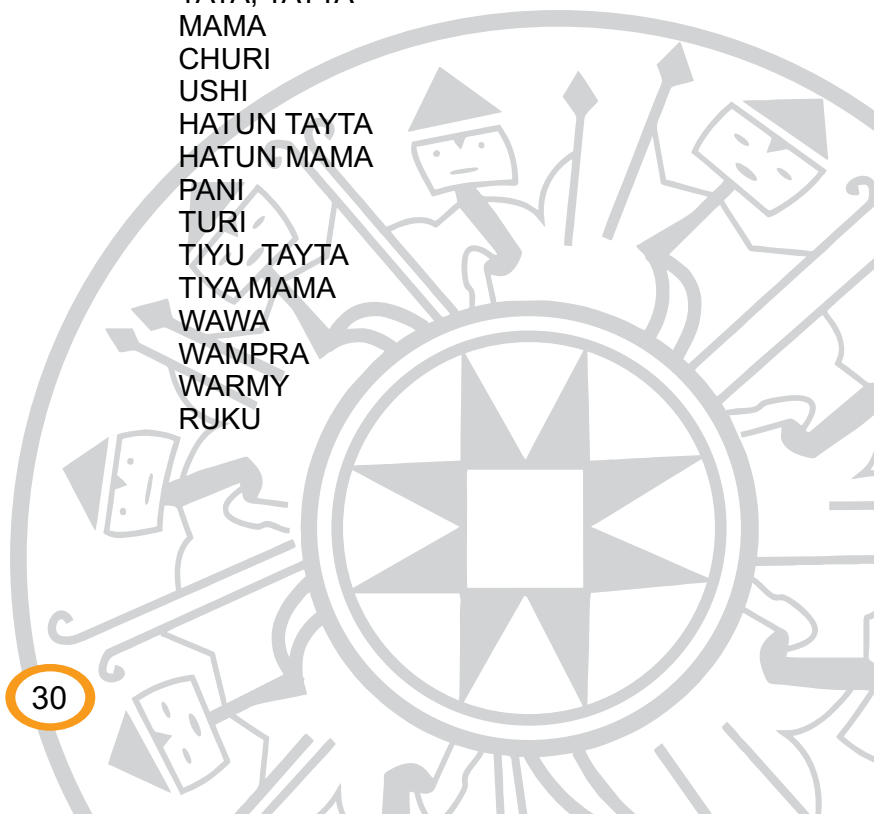 MAMA
CHURI
USHI
HATUN TAYTA
HATUN MAMA
PANI
TURI
TIYU TAYTA
TIYA MAMA
WAWA
WAMPRA
WARMY
RUKU
30